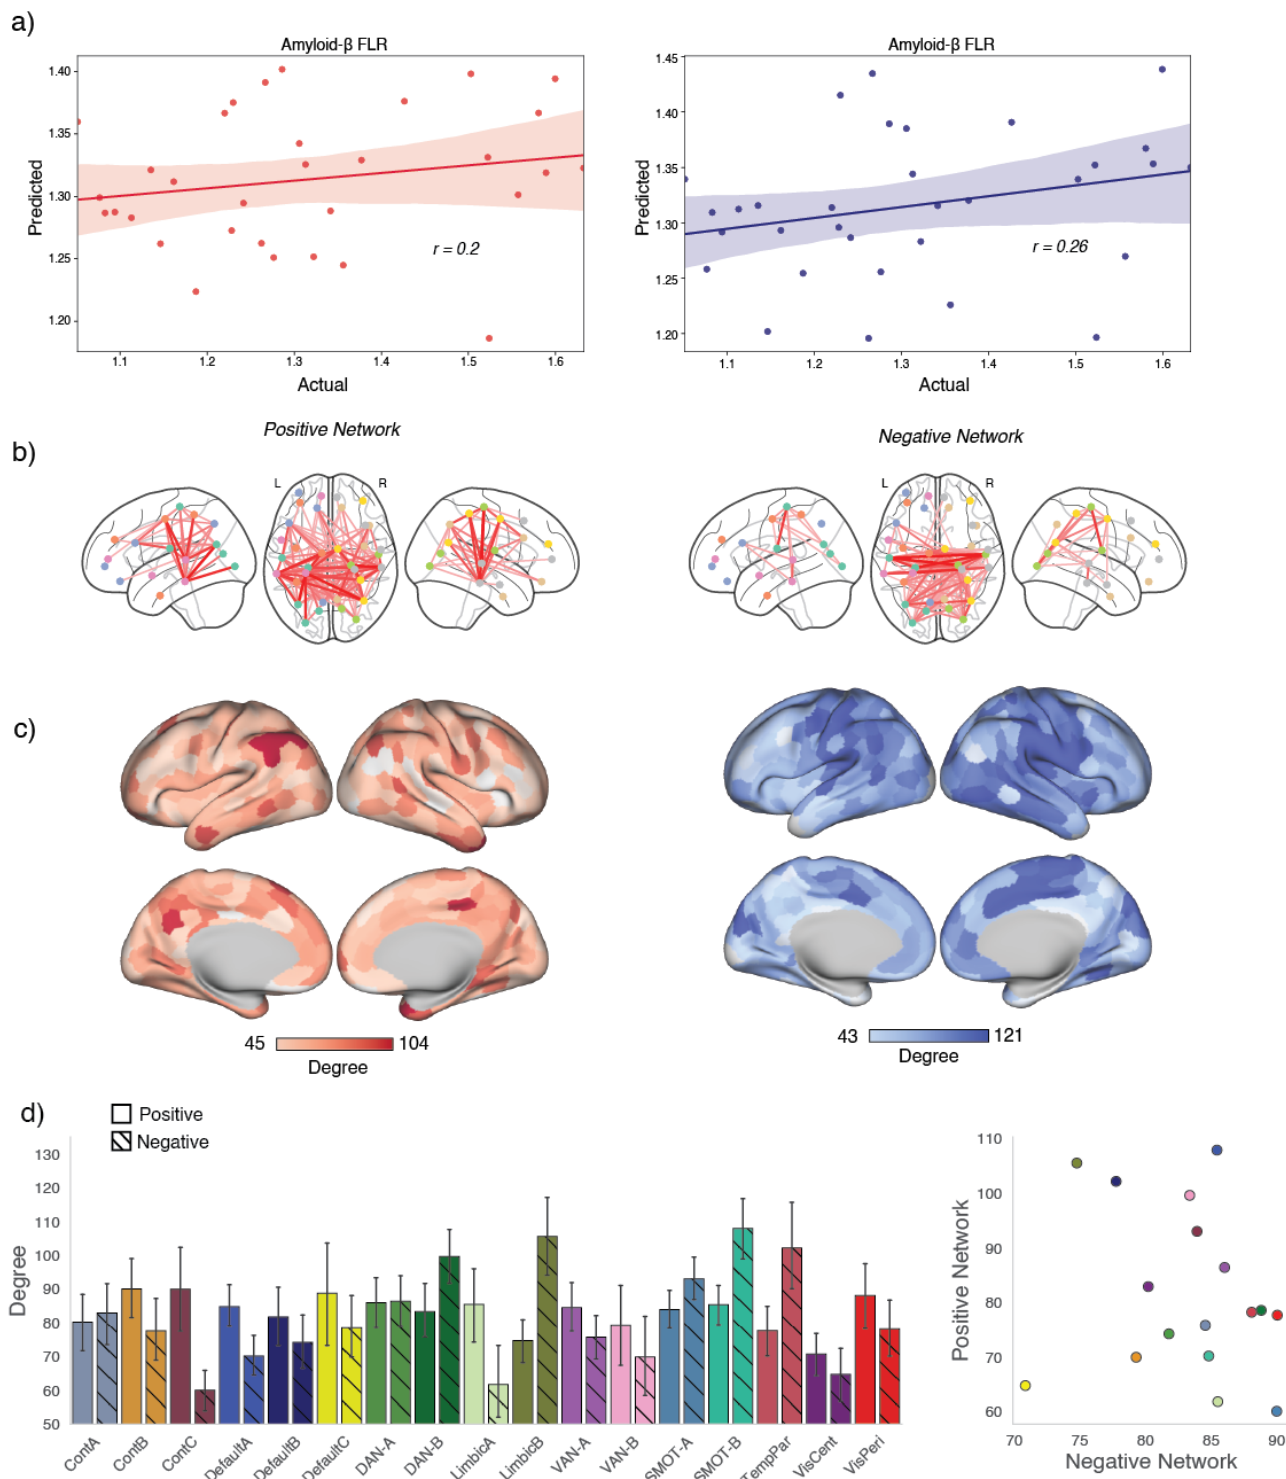 a)
Amyloid-β FLR
1.40
1.35
1.30
1.25
1.20
Predicted
r = 0.2
1.1 1.2 1.3 1.4 1.5 1.6
Actual
Amyloid-β FLR
1.45
1.40
1.35
1.30
1.25
1.20
Predicted
r = 0.26
1.1 1.2 1.3 1.4 1.5 1.6
Actual
b)
Positive Network
L R
Negative Network
L R
c)
45 104
Degree
43 121
Degree
d)
Positive
Negative
130
120
110
100
90
80
70
60
50
Degree
ContA
ContB
ContC
DefaultA
DefaultB
DefaultC
DAN-A
DAN-B
LimbicA
LimbicB
VAN-A
VAN-B
SMOT-A
SMOT-B
TempPar
VisCent
VisPeri
110
100
90
80
70
60
Positive Network
70 75 80 85 90
Negative Network